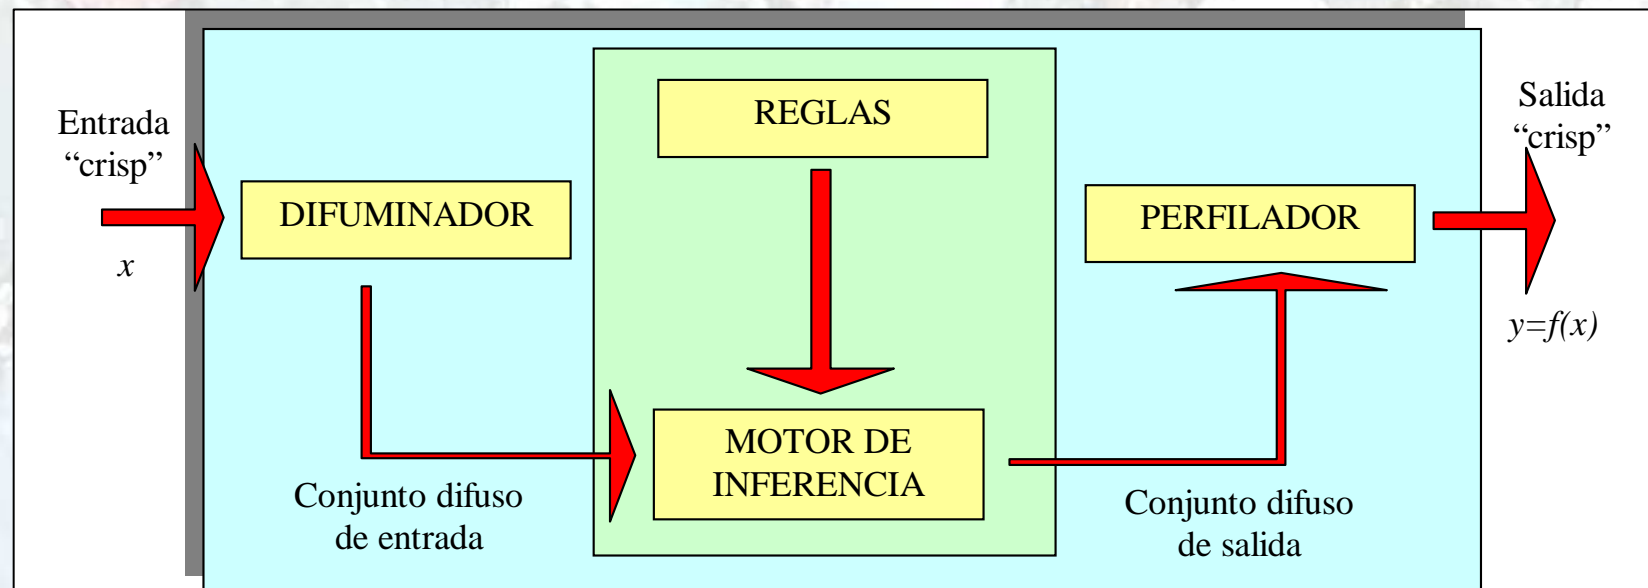 Entrada
“crisp”
x
DIFUMINADOR
Conjunto difuso
de entrada
REGLAS
MOTOR DE
INFERENCIA
PERFILADOR
Conjunto difuso
de salida
Salida
“crisp”
y=f(x)